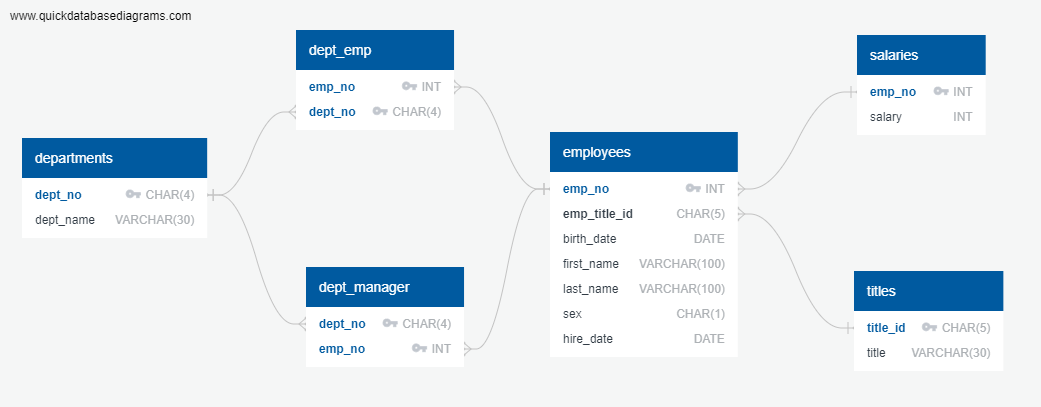 www.quickdatabasediagrams.com
departments
dept_no CHAR(4)
dept_name VARCHAR(30)
dept_emp
emp_no INT
dept_no CHAR(4)
dept_manager
dept_no CHAR(4)
emp_no INT
employees
emp_no INT
emp_title_id CHAR(5)
birth_date DATE
first_name VARCHAR(100)
last_name VARCHAR(100)
sex CHAR(1)
hire_date DATE
salaries
emp_no INT
salary INT
titles
title_id CHAR(5)
title VARCHAR(30)